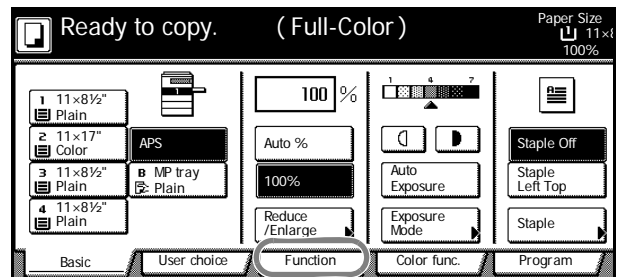 Ready to copy. (Full-Color)
Paper Size
11×8
100%
1 11×8½"
Plain
2 11×17"
Color
3 11×8½"
Plain
4 11×8½"
Plain
1
APS
B MP tray
Plain
100 %
Auto %
100%
Reduce
/Enlarge
1 4 7
Auto
Exposure
Exposure
Mode
A
Staple Off
Staple
Left Top
Staple
Basic User choice Function Color func. Program